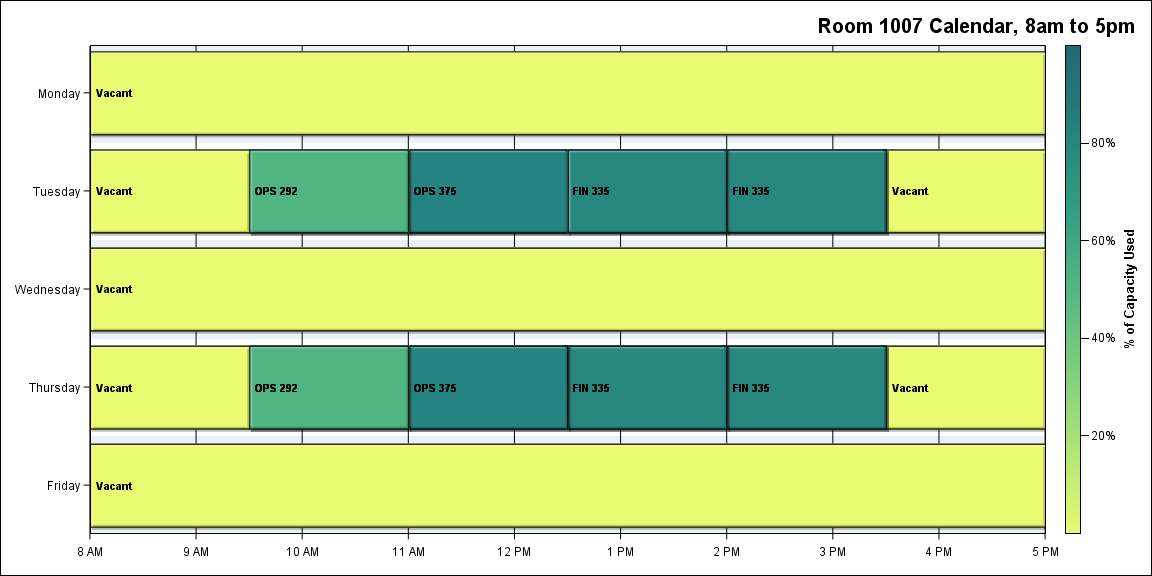 Room 1007 Calendar, 8am to 5pm
Monday
Vacant
Tuesday
Vacant
OPS 292
OPS 375
FIN 335
FIN 335
Vacant
Wednesday
Vacant
Thursday
Vacant
OPS 292
OPS 375
FIN 335
FIN 335
Vacant
Friday
Vacant
8 AM
9 AM
10 AM
11 AM
12 PM
1 PM
2 PM
3 PM
4 PM
5 PM
80%
60%
40%
20%
% of Capacity Used